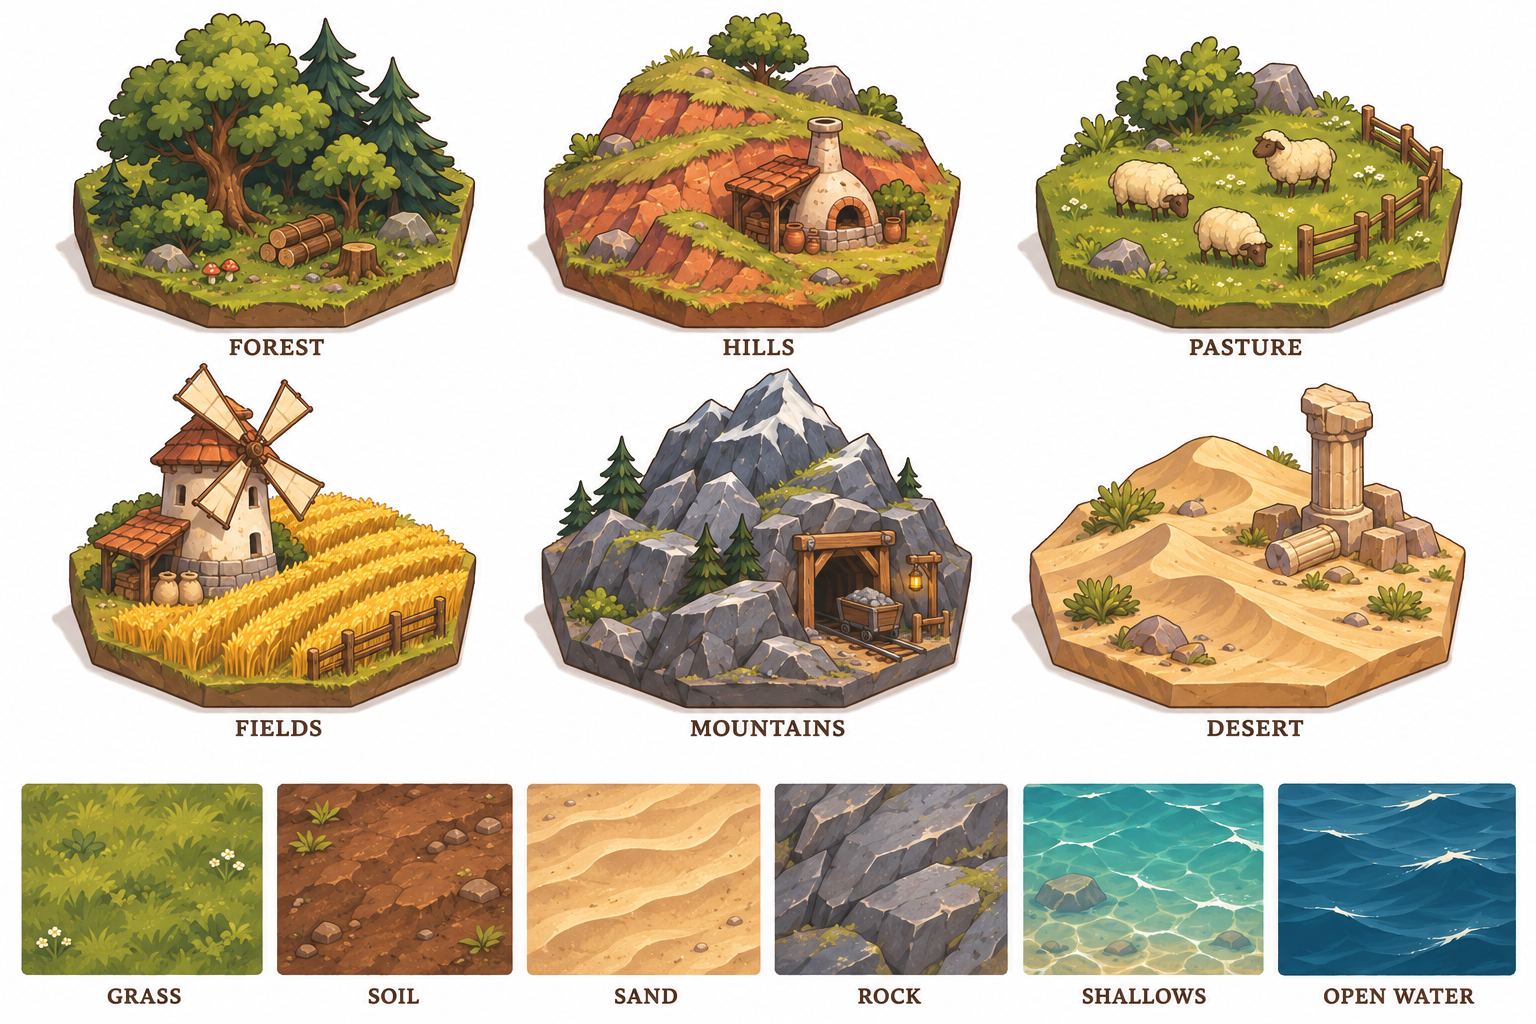 FOREST
HILLS
PASTURE
FIELDS
MOUNTAINS
DESERT
GRASS
SOIL
SAND
ROCK
SHALLOWS
OPEN WATER